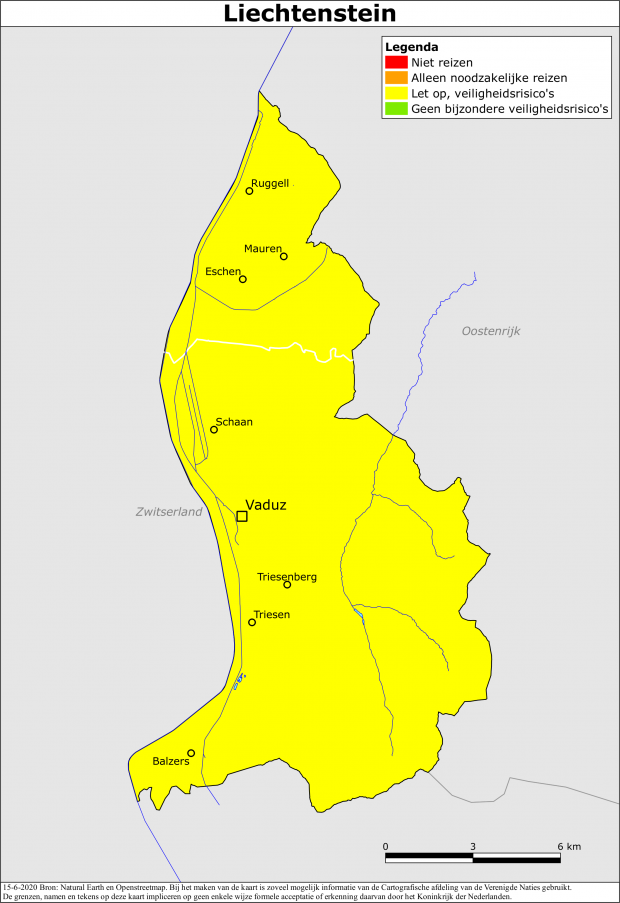 Liechtenstein
Legenda
Niet reizen
Alleen noodzakelijke reizen
Let op, veiligheidsrisico's
Geen bijzondere veiligheidsrisico's
Ruggell
Mauren
Eschen
Oostenrijk
Schaan
Vaduz
Zwitserland
Triesenberg
Triesen
Balzers
0 3 6 km
15-6-2020 Bron: Natural Earth en Openstreetmap. Bij het maken van de kaart is zoveel mogelijk informatie van de Cartografische afdeling van de Verenigde Naties gebruikt.
De grenzen, namen en tekens op deze kaart impliceren op geen enkele wijze formele acceptatie of erkenning daarvan door het Koninkrijk der Nederlanden.